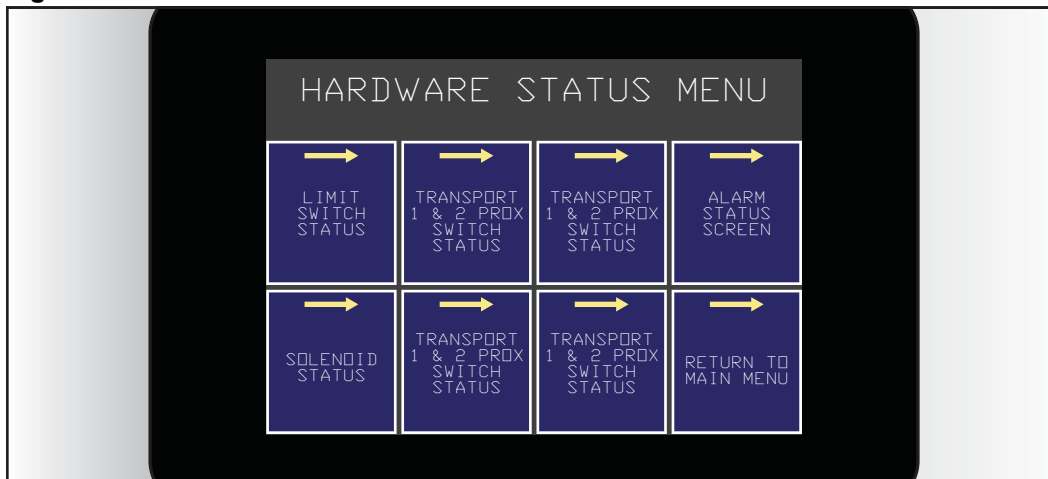 HARDWARE STATUS MENU
LIMIT
SWITCH
STATUS
TRANSPORT
1 & 2 PROX
SWITCH
STATUS
TRANSPORT
1 & 2 PROX
SWITCH
STATUS
ALARM
STATUS
SCREEN
SOLENOID
STATUS
TRANSPORT
1 & 2 PROX
SWITCH
STATUS
TRANSPORT
1 & 2 PROX
SWITCH
STATUS
RETURN TO
MAIN MENU